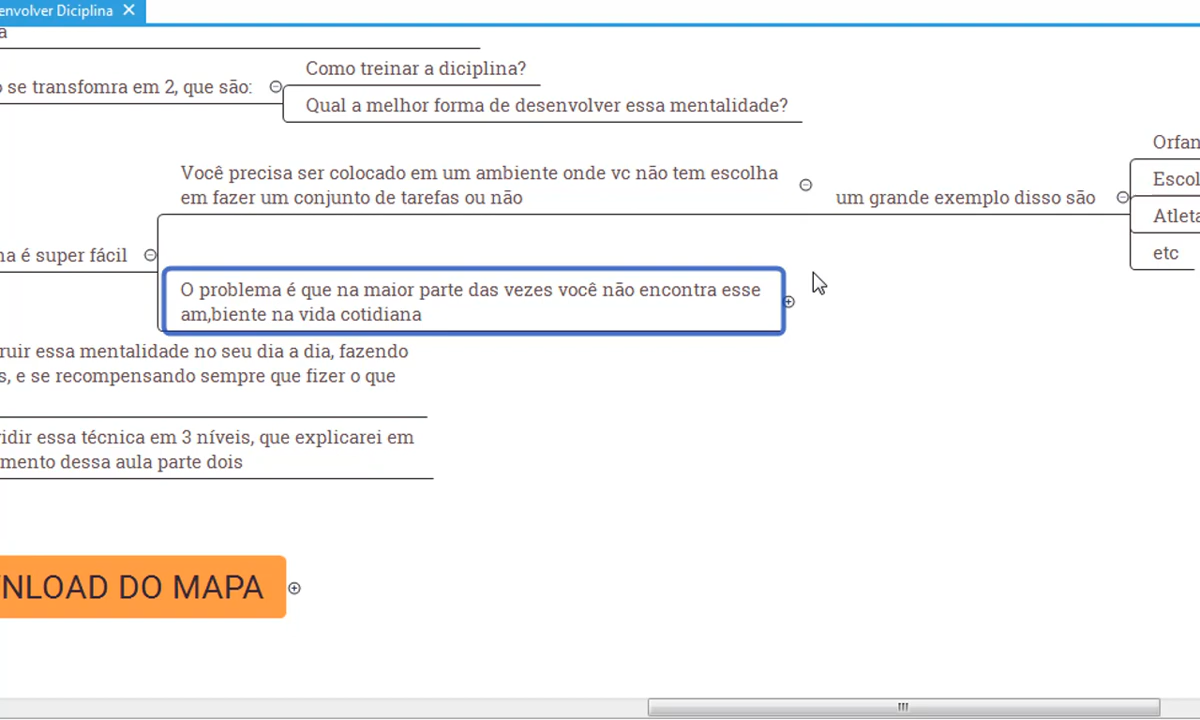 envolver Diciplina
a
o se transfomra em 2, que são:
Como treinar a diciplina?
Qual a melhor forma de desenvolver essa mentalidade?
Você precisa ser colocado em um ambiente onde vc não tem escolha
em fazer um conjunto de tarefas ou não
um grande exemplo disso são
Orfan
Escol
Atleta
etc
na é super fácil
O problema é que na maior parte das vezes você não encontra esse
am,biente na vida cotidiana
ruir essa mentalidade no seu dia a dia, fazendo
s, e se recompensando sempre que fizer o que
idir essa técnica em 3 níveis, que explicarei em
mento dessa aula parte dois
NLOAD DO MAPA